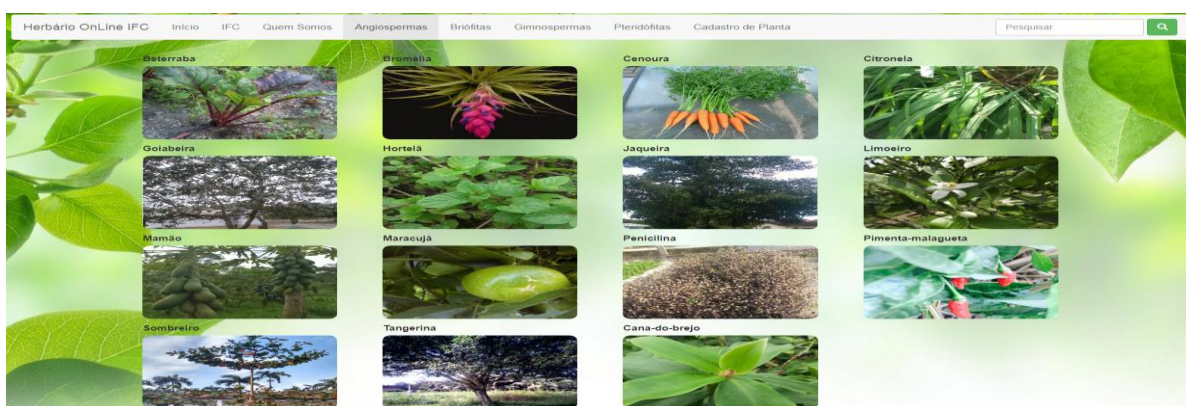 Herbário OnLine IFC Início IFC Quem Somos Angiospermas Briófitas Gimnospermas Pteridófitas Cadastro de Planta Pesquisar
Beterraba Bromélia Cenoura Citronela
Goiabeira Hortelã Jaqueira Limoeiro
Mamão Maracujá Penicilina Pimenta-malagueta
Sombreiro Tangerina Cana-do-brejo